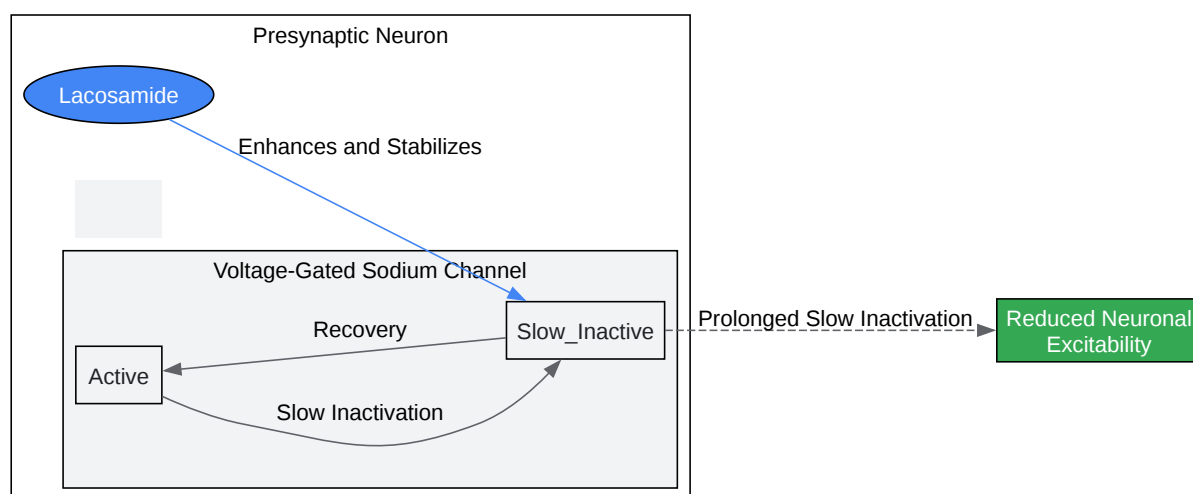 Presynaptic Neuron
Lacosamide
Enhances and Stabilizes
Voltage-Gated Sodium Channel
Recovery
Slow_Inactive
Prolonged Slow Inactivation
Reduced Neuronal
Excitability
Active
Slow Inactivation